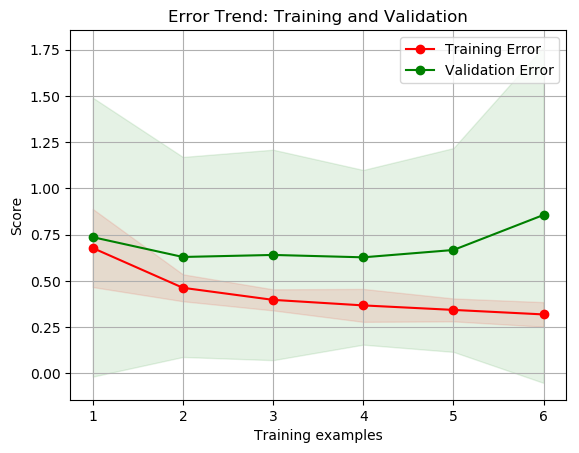 Error Trend: Training and Validation
Training Error
Validation Error
Score
1.75
1.50
1.25
1.00
0.75
0.50
0.25
0.00
1 2 3 4 5 6
Training examples